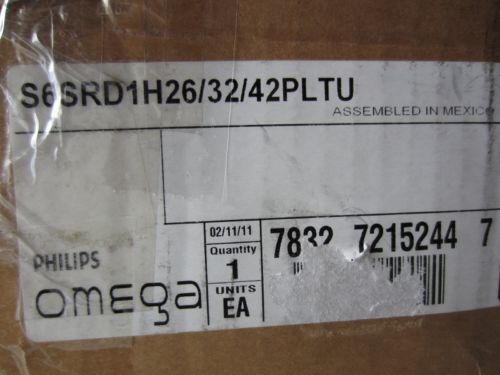 S6SRD1H26/32/42PLTU
ASSEMBLED IN MEXICO
02/11/11
Quantity
1
UNITS
EA
7832 7215244 7
PHILIPS
omega